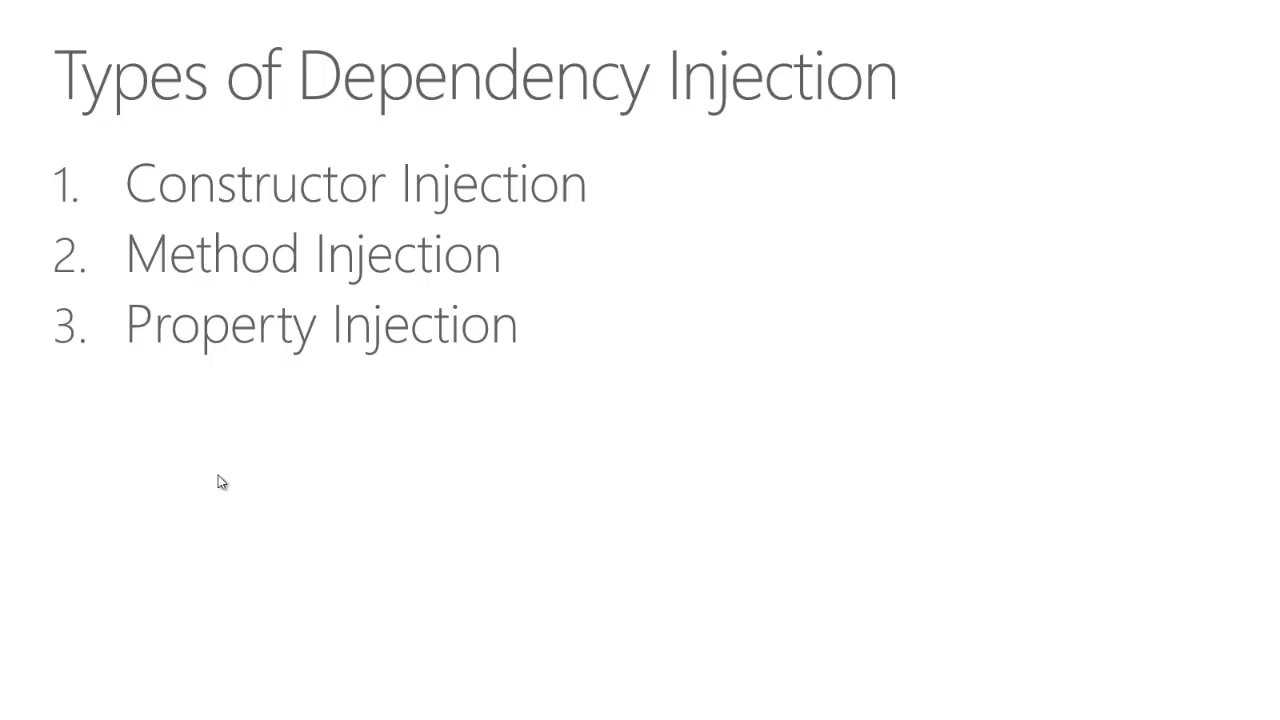 Types of Dependency Injection
1. Constructor Injection
2. Method Injection
3. Property Injection